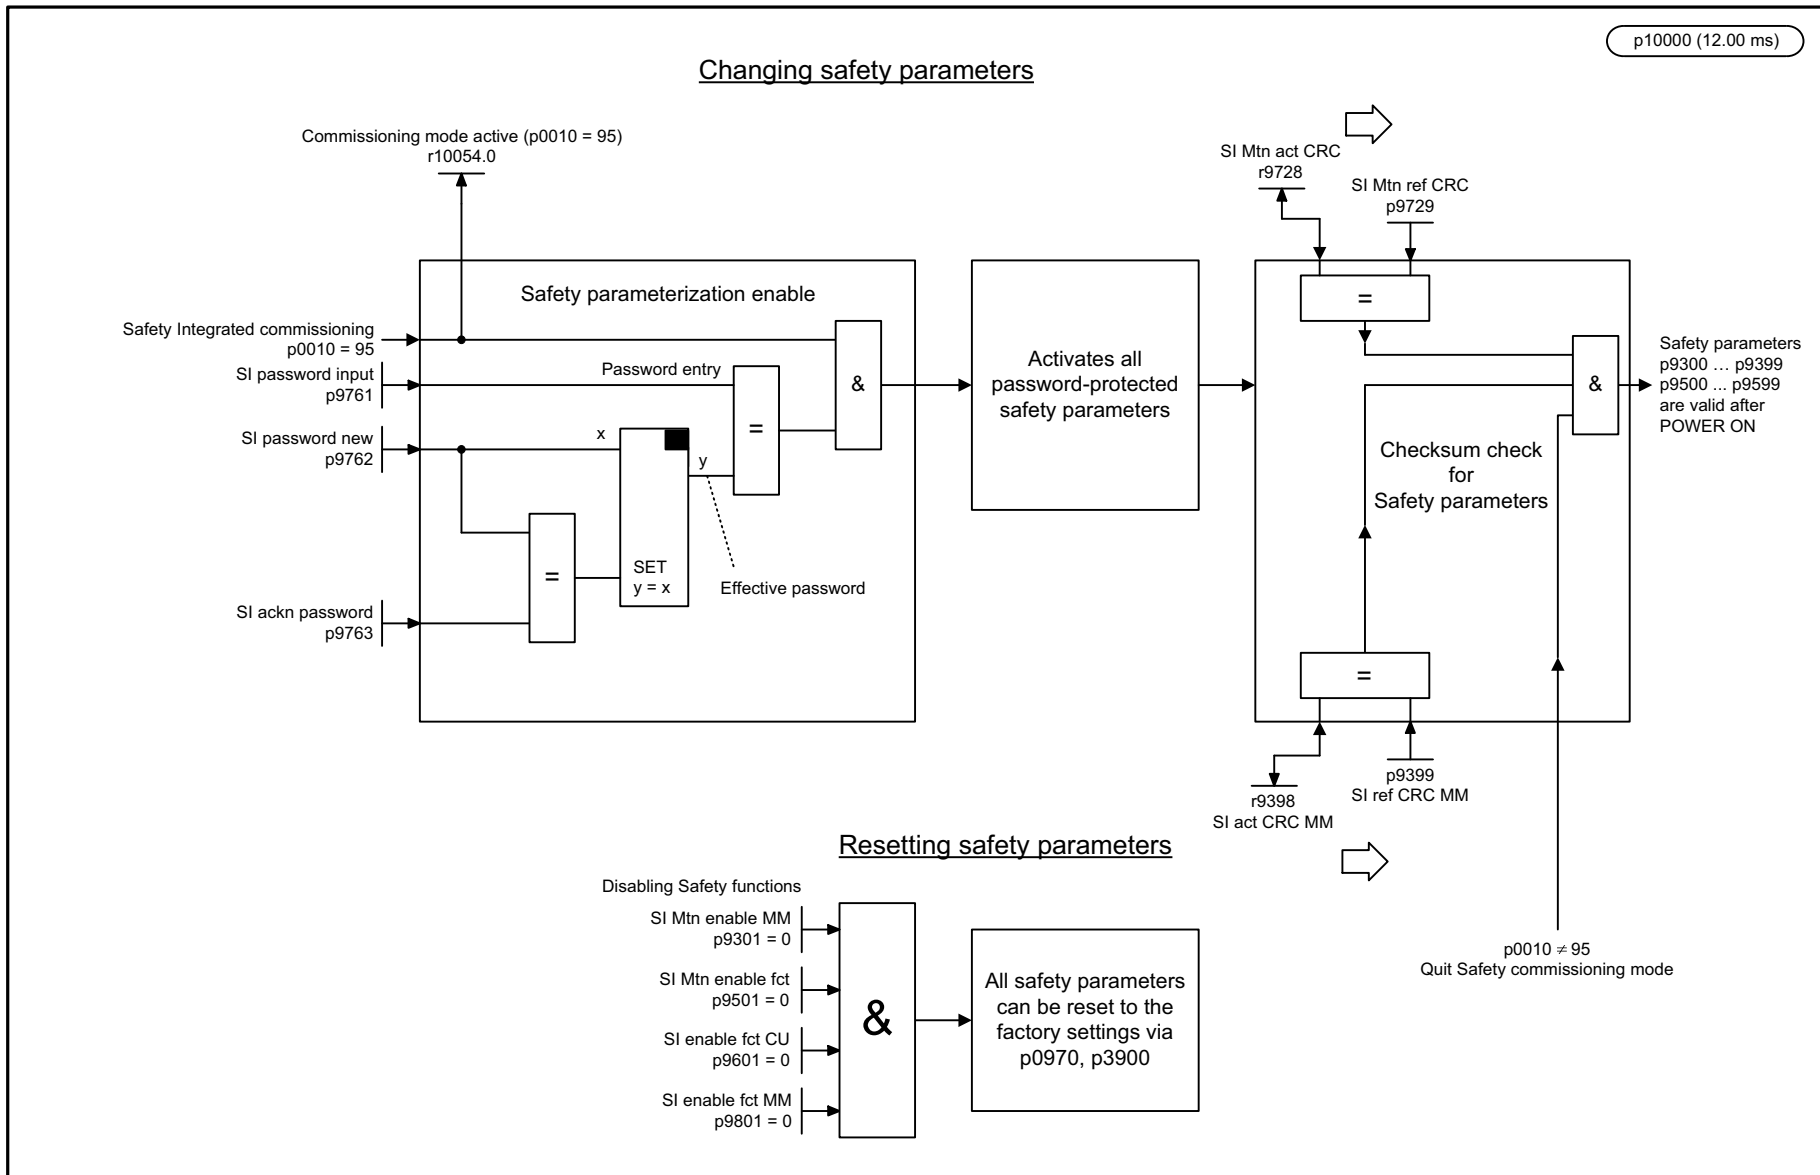 p10000 (12.00 ms)
Changing safety parameters
Commissioning mode active (p0010 = 95)
r10054.0
SI Mtn act CRC
r9728
SI Mtn ref CRC
p9729
Safety parameterization enable
Safety Integrated commissioning
p0010 = 95
SI password input
p9761
Password entry
SI password new
p9762
x
y
=
&
=
SET
y = x
Effective password
SI ackn password
p9763
Activates all
password-protected
safety parameters
=
&
Checksum check
for
Safety parameters
=
Safety parameters
p9300 … p9399
p9500 ... p9599
are valid after
POWER ON
r9398
SI act CRC MM
p9399
SI ref CRC MM
p0010 ≠ 95
Quit Safety commissioning mode
Resetting safety parameters
Disabling Safety functions
SI Mtn enable MM
p9301 = 0
SI Mtn enable fct
p9501 = 0
SI enable fct CU
p9601 = 0
SI enable fct MM
p9801 = 0
&
All safety parameters
can be reset to the
factory settings via
p0970, p3900